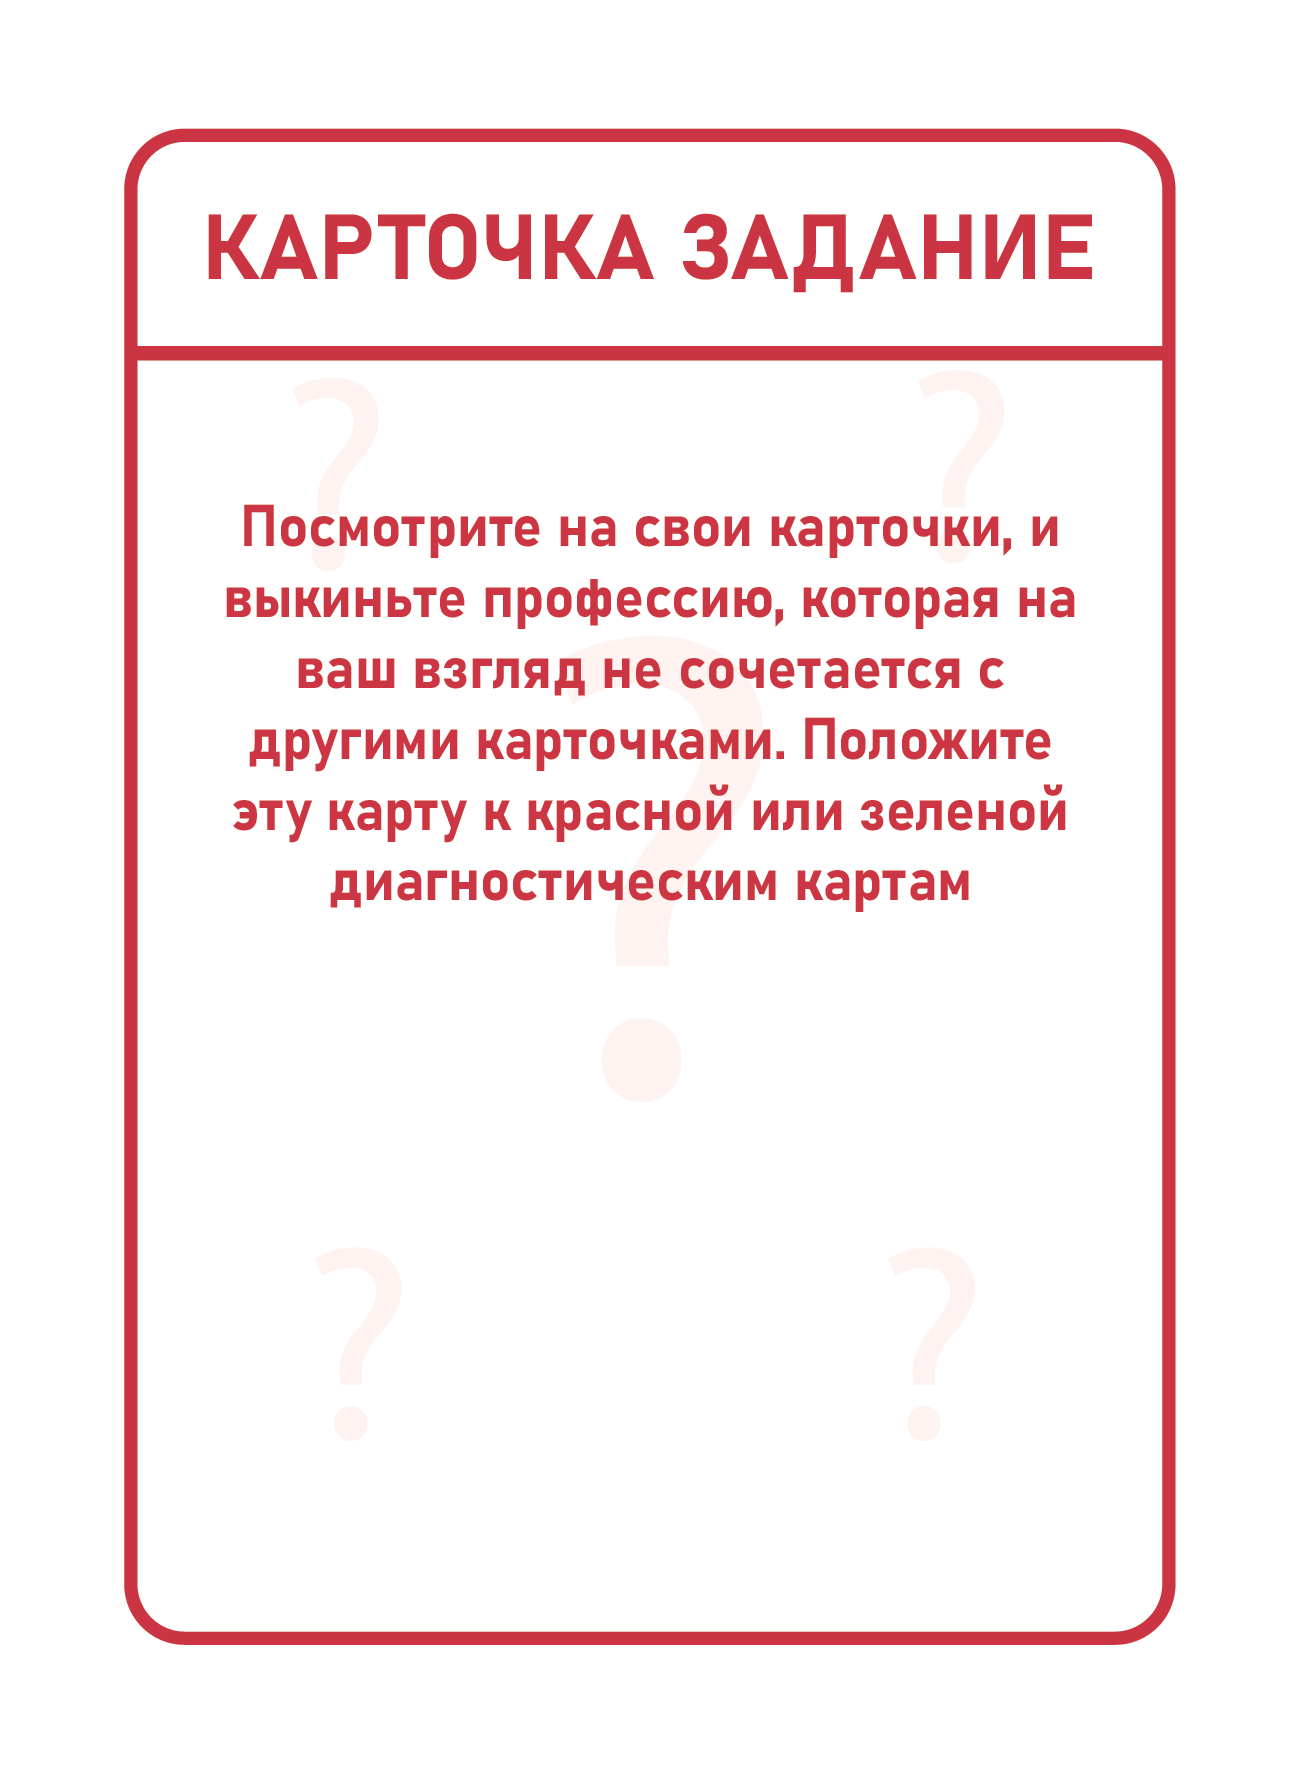 КАРТОЧКА ЗАДАНИЕ
Посмотрите на свои карточки, и
выкиньте профессию, которая на
ваш взгляд не сочетается с
другими карточками. Положите
эту карту к красной или зеленой
диагностическим картам